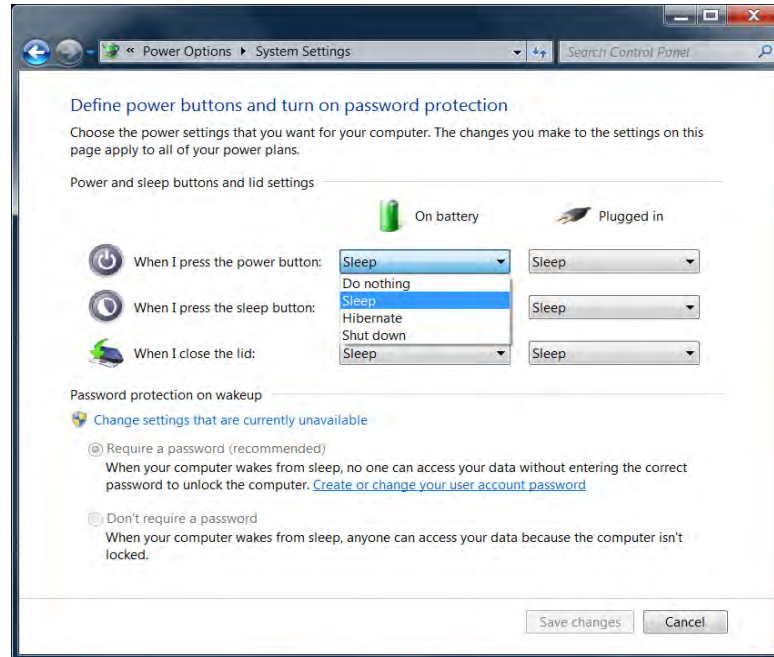 « Power Options ▸ System Settings
Search Control Panel
Define power buttons and turn on password protection
Choose the power settings that you want for your computer. The changes you make to the settings on this
page apply to all of your power plans.
Power and sleep buttons and lid settings
On battery
Plugged in
When I press the power button:
Sleep
Sleep
Do nothing
Sleep
Hibernate
Shut down
When I press the sleep button:
Sleep
When I close the lid:
Sleep
Sleep
Password protection on wakeup
Change settings that are currently unavailable
Require a password (recommended)
When your computer wakes from sleep, no one can access your data without entering the correct
password to unlock the computer. Create or change your user account password
Don't require a password
When your computer wakes from sleep, anyone can access your data because the computer isn't
locked.
Save changes
Cancel